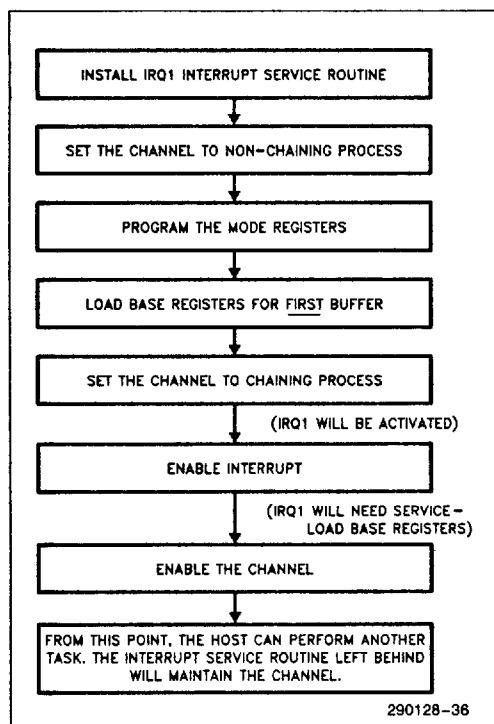 INSTALL IRQ1 INTERRUPT SERVICE ROUTINE
SET THE CHANNEL TO NON-CHAINING PROCESS
PROGRAM THE MODE REGISTERS
LOAD BASE REGISTERS FOR FIRST BUFFER
SET THE CHANNEL TO CHAINING PROCESS
(IRQ1 WILL BE ACTIVATED)
ENABLE INTERRUPT
(IRQ1 WILL NEED SERVICE-
LOAD BASE REGISTERS)
ENABLE THE CHANNEL
FROM THIS POINT, THE HOST CAN PERFORM ANOTHER
TASK. THE INTERRUPT SERVICE ROUTINE LEFT BEHIND
WILL MAINTAIN THE CHANNEL.
290128-36